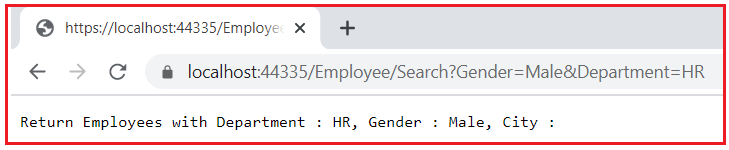 https://localhost:44335/Employee
localhost:44335/Employee/Search?Gender=Male&Department=HR
Return Employees with Department : HR, Gender : Male, City :